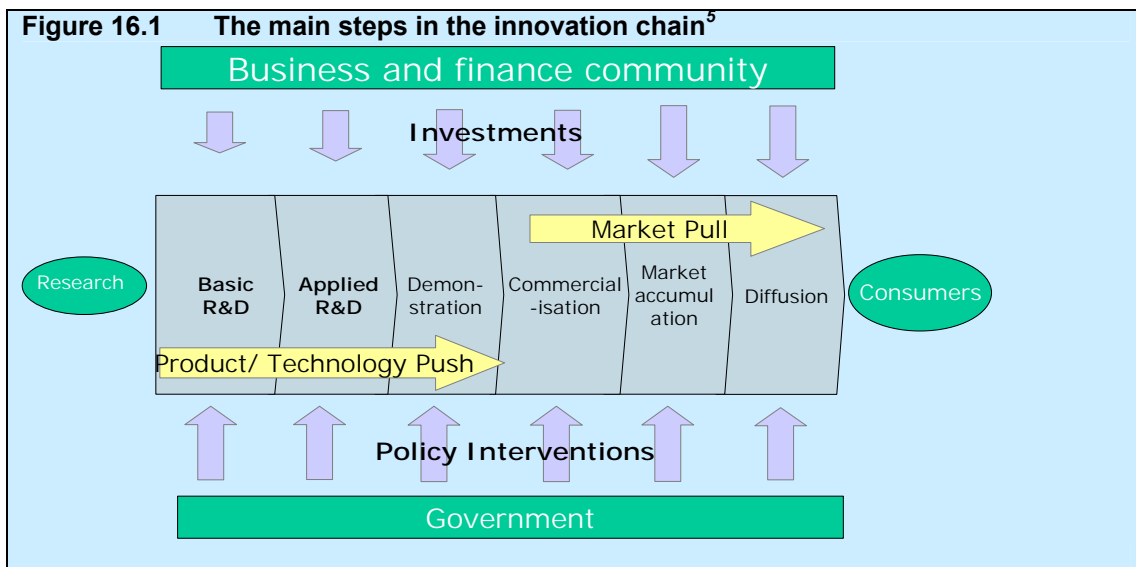 Figure 16.1 The main steps in the innovation chain5
Business and finance community
Investments
Market Pull
Research
Basic
R&D
Applied
R&D
Demon-
stration
Commercial
-isation
Market
accumul
ation
Diffusion
Consumers
Product/ Technology Push
Policy Interventions
Government